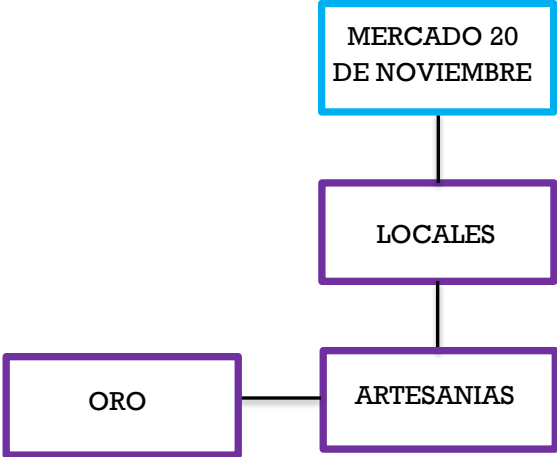 MERCADO 20
DE NOVIEMBRE
LOCALES
ORO
ARTESANIAS